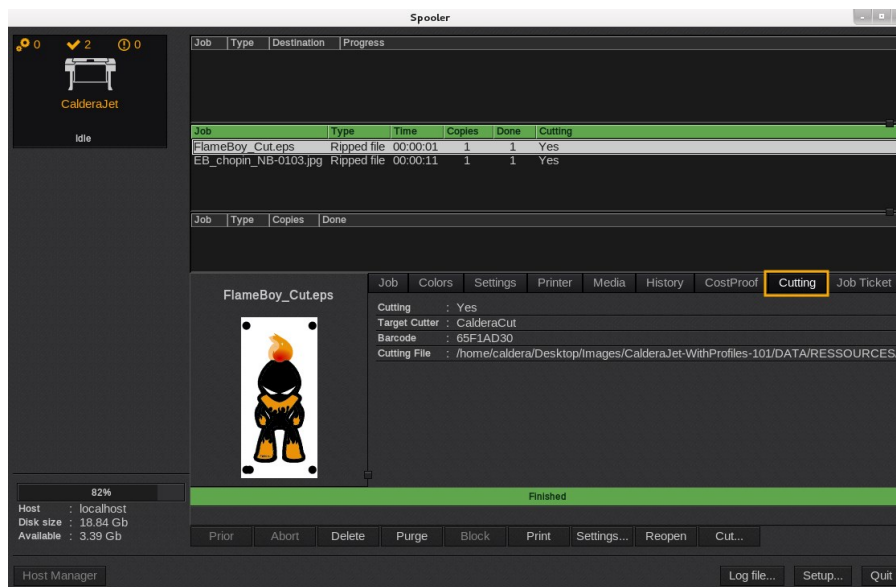 Spooler
0 2 0
CalderaJet
Idle
Job Type Destination Progress
Job Type Time Copies Done Cutting
FlameBoy_Cut.eps Ripped file 00:00:01 1 1 Yes
EB_chopin_NB-0103.jpg Ripped file 00:00:11 1 1 Yes
Job Type Copies Done
FlameBoy_Cut.eps
Job Colors Settings Printer Media History CostProof Cutting Job Ticket
Cutting : Yes
Target Cutter : CalderaCut
Barcode : 65F1AD30
Cutting File : /home/caldera/Desktop/Images/CalderaJet-WithProfiles-101/DATA/RESSOURCES
82%
Host : localhost
Disk size : 18.84 Gb
Available : 3.39 Gb
Finished
Prior Abort Delete Purge Block Print Settings... Reopen Cut...
Host Manager Log file... Setup... Quit